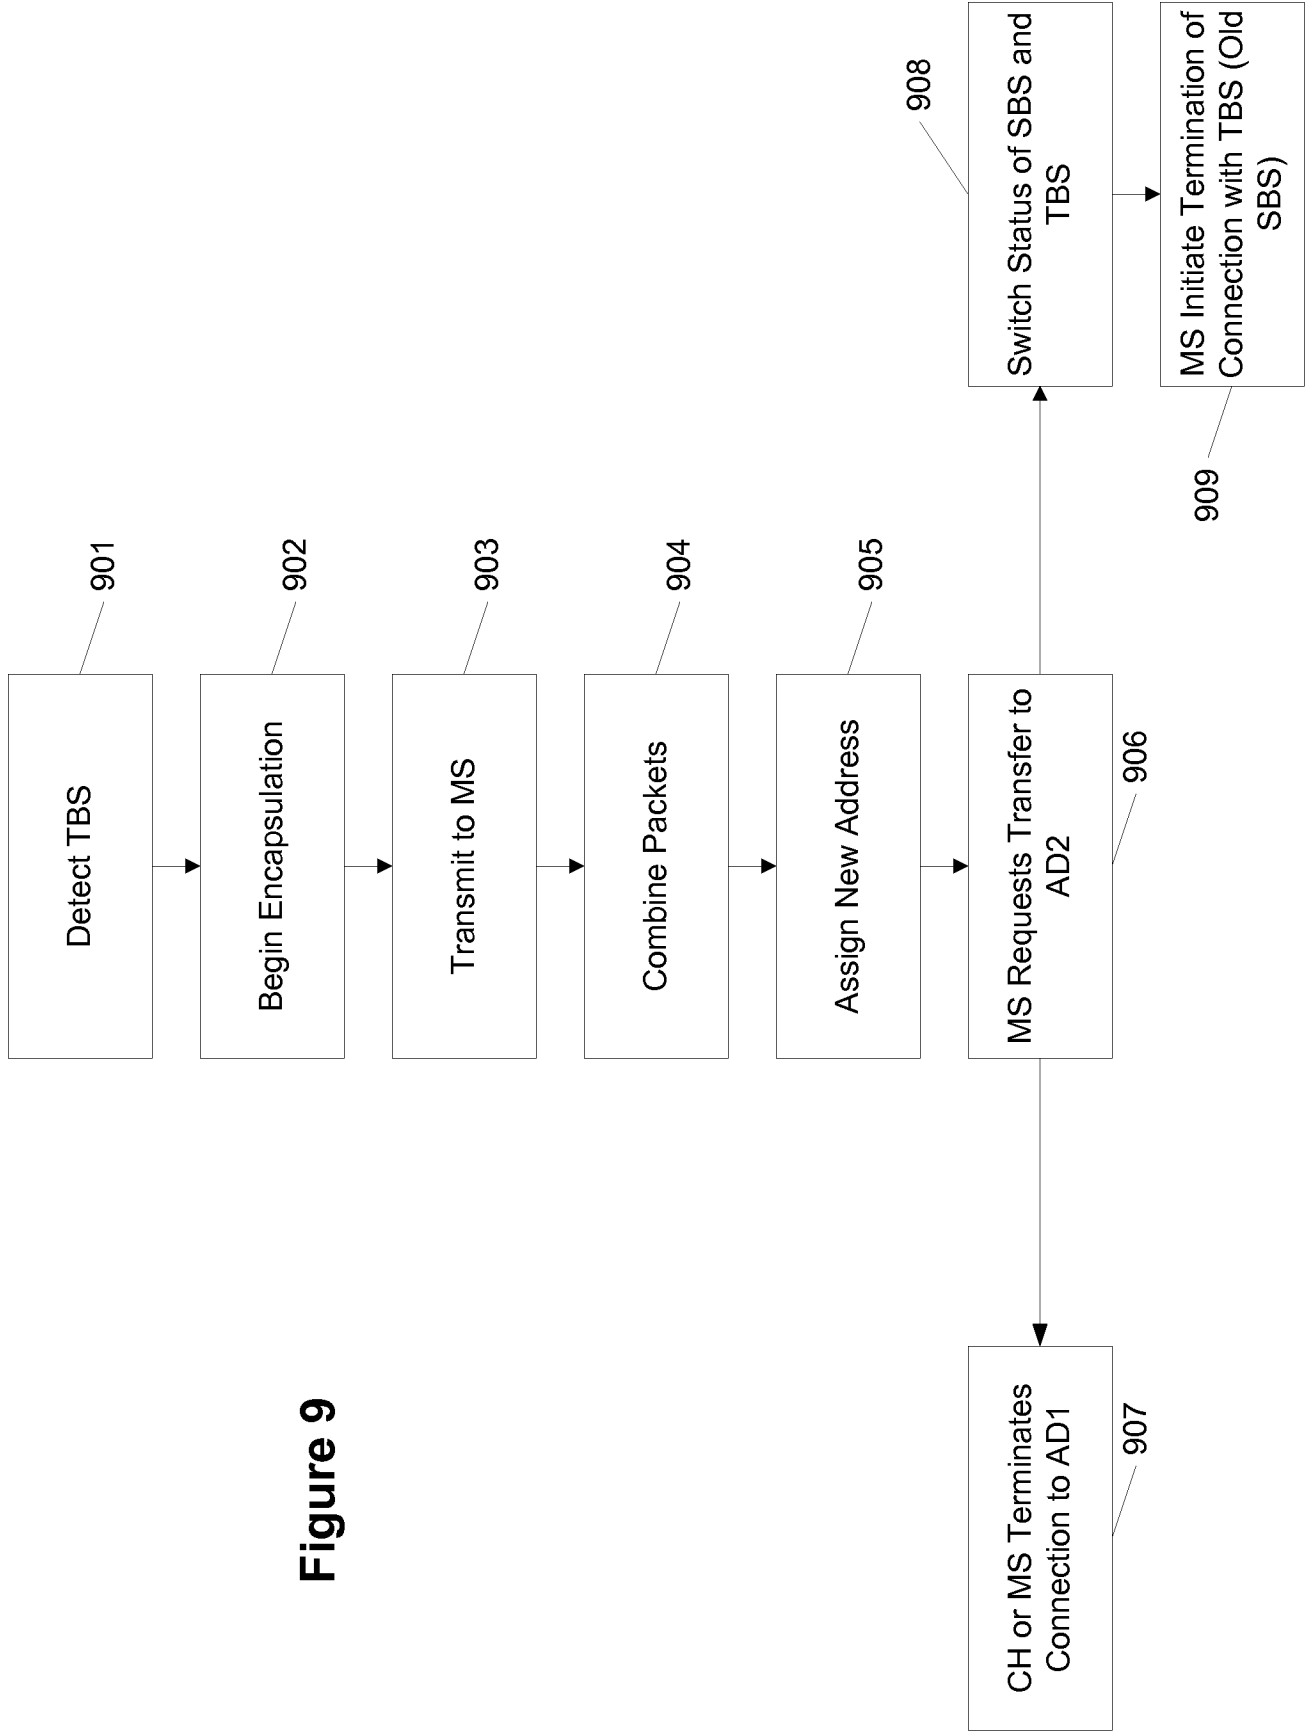 Figure 9
Detect TBS
901
Begin Encapsulation
902
Transmit to MS
903
Combine Packets
904
Assign New Address
905
MS Requests Transfer to
AD2
906
CH or MS Terminates
Connection to AD1
907
Switch Status of SBS and
TBS
908
MS Initiate Termination of
Connection with TBS (Old
SBS)
909